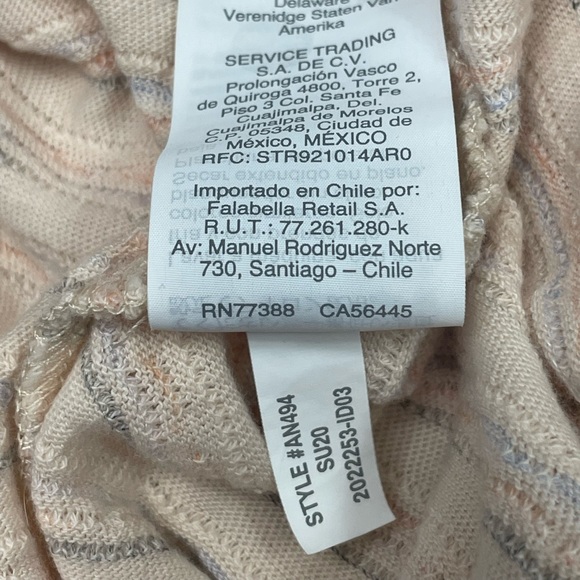 Delaware
Verenidge Staten van
Amerika
SERVICE TRADING
S.A. DE C.V.
Prolongación Vasco
de Quiroga 4800, Torre 2,
Piso 3 Col. Santa Fe
Cuajimalpa, Del.
Cuajimalpa de Morelos
C.P. 05348, Ciudad de
México, MÉXICO
RFC: STR921014AR0
Importado en Chile por:
Falabella Retail S.A.
R.U.T.: 77.261.280-k
Av: Manuel Rodriguez Norte
730, Santiago – Chile
RN77388 CA56445
STYLE #AN494
SU20
2022253-ID03